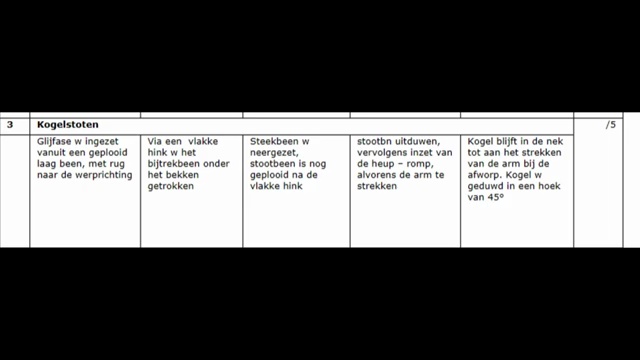 3 Kogelstoten /5
Glijfase w ingezet
vanuit een geplooid
laag been, met rug
naar de werprichting
Via een vlakke
hink w het
bijtrekbeen onder
het bekken
getrokken
Steekbeen w
neergezet,
stootbeen is nog
geplooid na de
vlakke hink
stootbn uitduwen,
vervolgens inzet van
de heup – romp,
alvorens de arm te
strekken
Kogel blijft in de nek
tot aan het strekken
van de arm bij de
afworp. Kogel w
geduwd in een hoek
van 45°